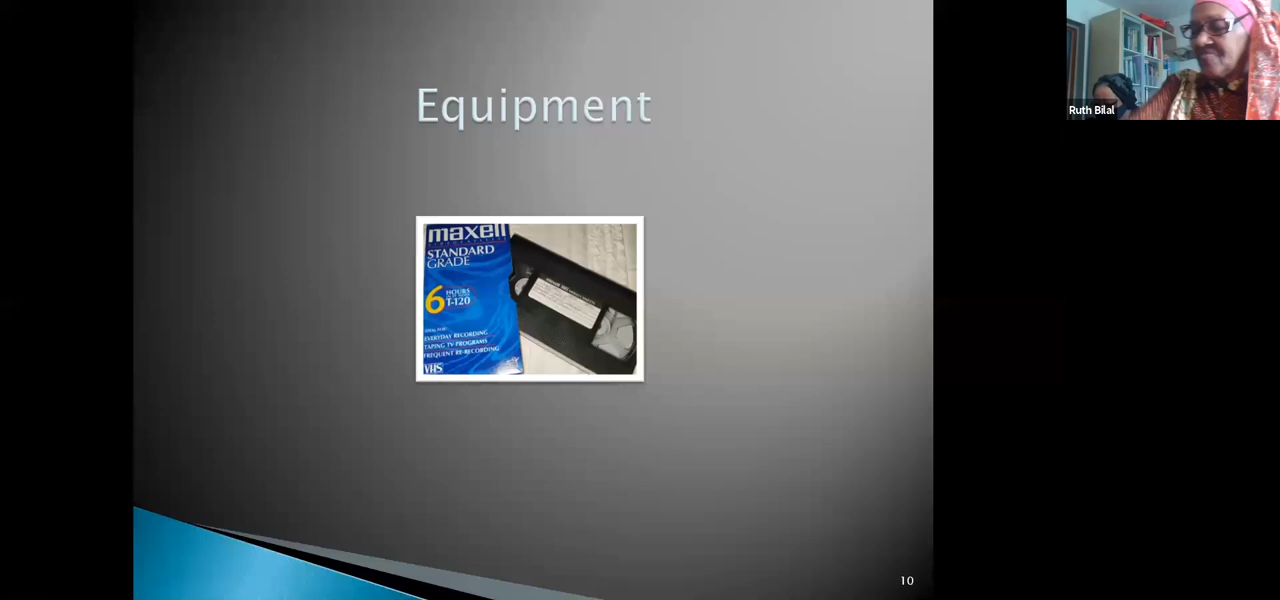 Equipment
maxell
STANDARD
GRADE
6 HOURS
T-120
EVERYDAY RECORDING
TAPING TV PROGRAMS
FREQUENT RE-RECORDING
VHS
10
Ruth Bilal